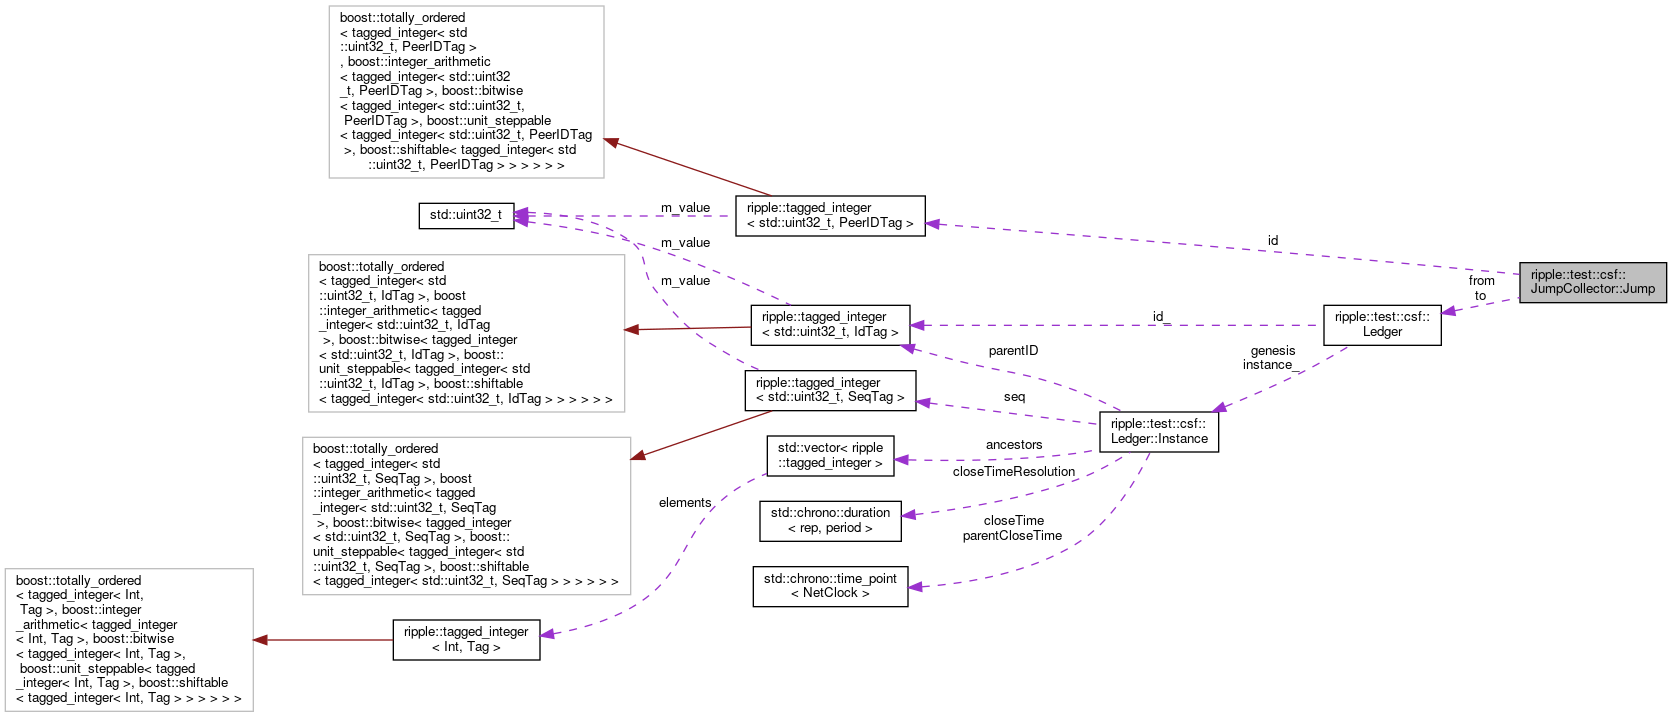 boost::totally_ordered
< tagged_integer< std
::uint32_t, PeerIDTag >
, boost::integer_arithmetic
< tagged_integer< std::uint32
_t, PeerIDTag >, boost::bitwise
< tagged_integer< std::uint32_t,
PeerIDTag >, boost::unit_steppable
< tagged_integer< std::uint32_t, PeerIDTag
>, boost::shiftable< tagged_integer< std
::uint32_t, PeerIDTag > > > > > >
std::uint32_t
m_value
ripple::tagged_integer
< std::uint32_t, PeerIDTag >
id
ripple::test::csf::
JumpCollector::Jump
m_value
m_value
boost::totally_ordered
< tagged_integer< std
::uint32_t, IdTag >, boost
::integer_arithmetic< tagged
_integer< std::uint32_t, IdTag
>, boost::bitwise< tagged_integer
< std::uint32_t, IdTag >, boost::
unit_steppable< tagged_integer< std
::uint32_t, IdTag >, boost::shiftable
< tagged_integer< std::uint32_t, IdTag > > > > > >
ripple::tagged_integer
< std::uint32_t, IdTag >
id_
from
to
ripple::test::csf::
Ledger
parentID
genesis
instance_
ripple::tagged_integer
< std::uint32_t, SeqTag >
seq
ripple::test::csf::
Ledger::Instance
boost::totally_ordered
< tagged_integer< std
::uint32_t, SeqTag >, boost
::integer_arithmetic< tagged
_integer< std::uint32_t, SeqTag
>, boost::bitwise< tagged_integer
< std::uint32_t, SeqTag >, boost::
unit_steppable< tagged_integer< std
::uint32_t, SeqTag >, boost::shiftable
< tagged_integer< std::uint32_t, SeqTag > > > > > >
std::vector< ripple
::tagged_integer >
ancestors
closeTimeResolution
elements
std::chrono::duration
< rep, period >
closeTime
parentCloseTime
std::chrono::time_point
< NetClock >
boost::totally_ordered
< tagged_integer< Int,
Tag >, boost::integer
_arithmetic< tagged_integer
< Int, Tag >, boost::bitwise
< tagged_integer< Int, Tag >,
boost::unit_steppable< tagged
_integer< Int, Tag >, boost::shiftable
< tagged_integer< Int, Tag > > > > > >
ripple::tagged_integer
< Int, Tag >